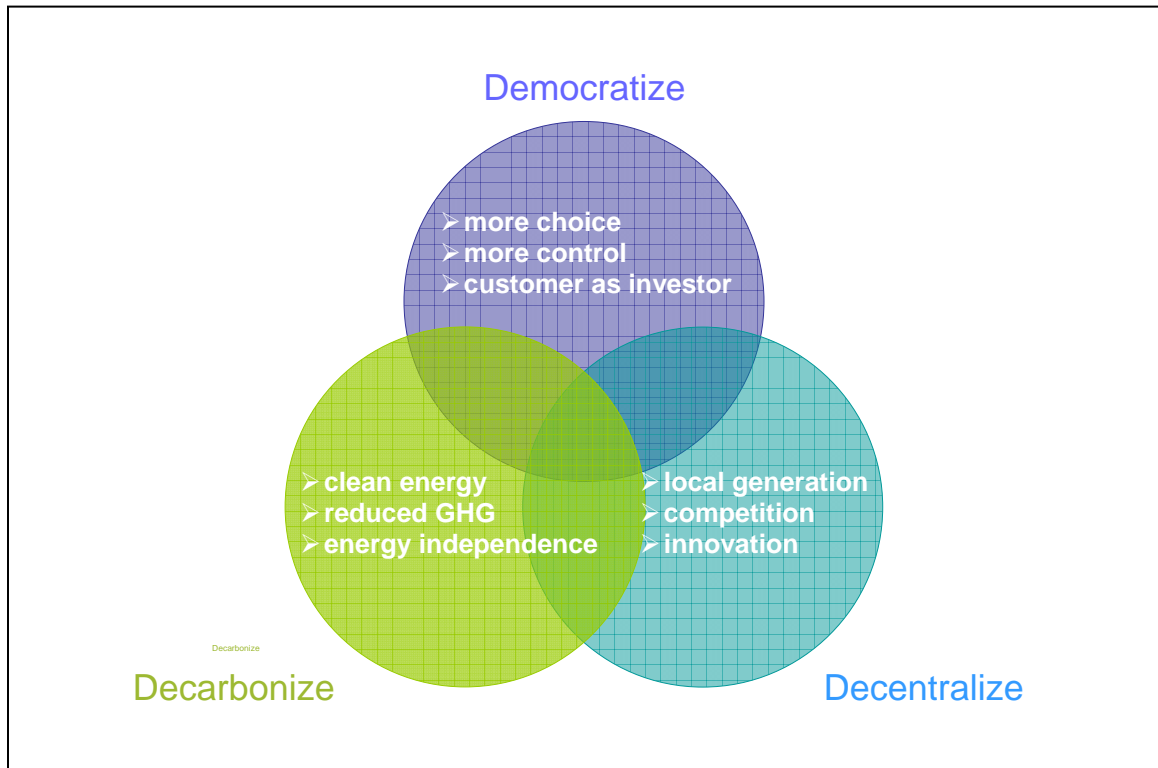 Democratize
➢ more choice
➢ more control
➢ customer as investor
➢ clean energy
➢ reduced GHG
➢ energy independence
➢ local generation
➢ competition
➢ innovation
Decarbonize
Decarbonize
Decentralize